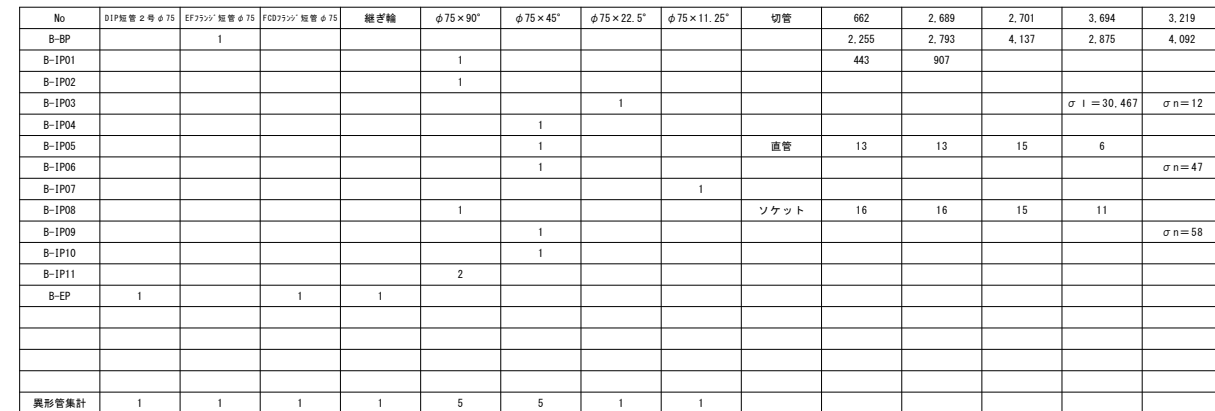 No DIP短管２号φ75 EFﾌﾗﾝｼﾞ短管φ75 FCDﾌﾗﾝｼﾞ短管φ75 継ぎ輪 φ75×90° φ75×45° φ75×22.5° φ75×11.25° 切管 662 2,689 2,701 3,694 3,219
B-BP 1 2,255 2,793 4,137 2,875 4,092
B-IP01 1 443 907
B-IP02 1
B-IP03 1 σｌ＝30,467 σn＝12
B-IP04 1
B-IP05 1 直管 13 13 15 6
B-IP06 1 σn＝47
B-IP07 1
B-IP08 1 ソケット 16 16 15 11
B-IP09 1 σn＝58
B-IP10 1
B-IP11 2
B-EP 1 1 1
異形管集計 1 1 1 1 5 5 1 1